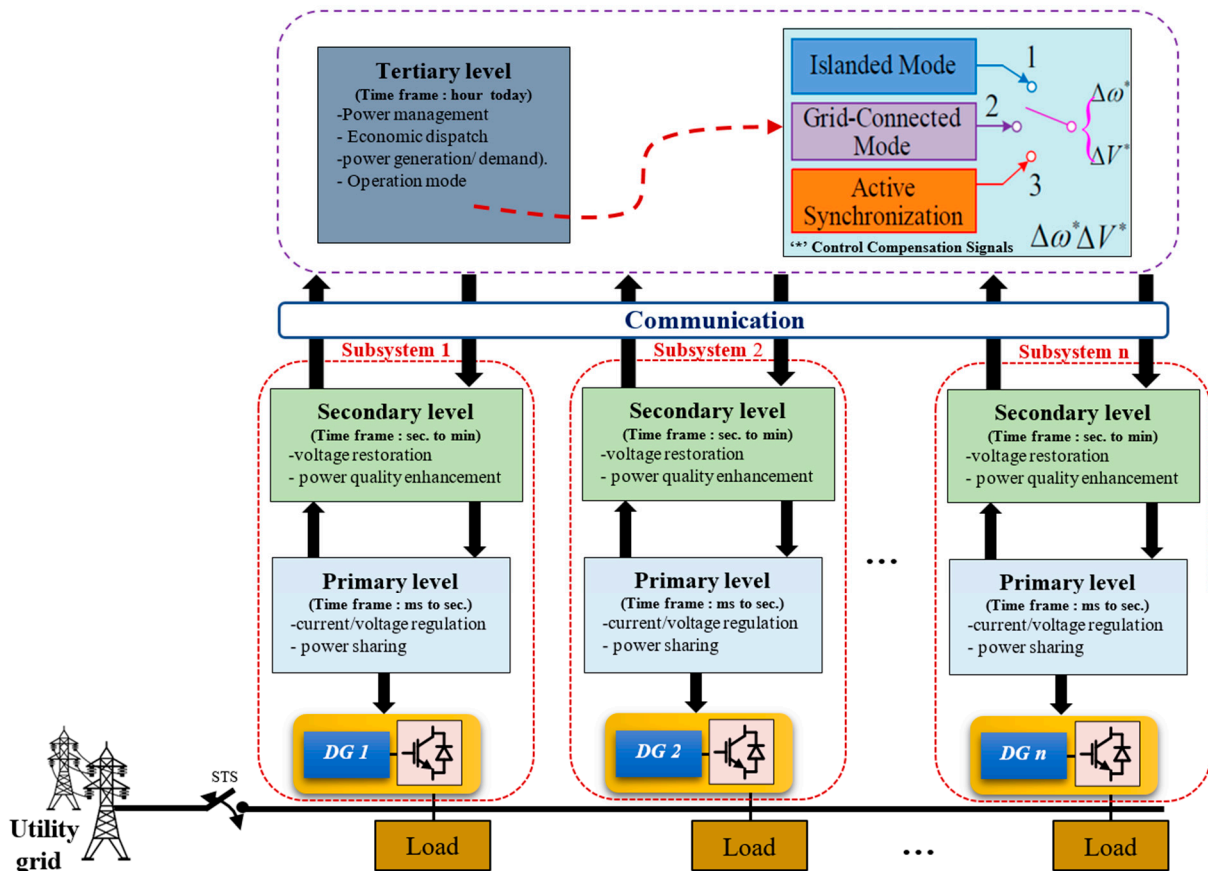 Tertiary level
(Time frame : hour today)
-Power management
- Economic dispatch
-power generation/ demand).
- Operation mode
Islanded Mode
1
Grid-Connected
Mode
2
Active
Synchronization
3
Δω*
ΔV*
Δω*ΔV*
‘*’ Control Compensation Signals
Communication
Subsystem 1
Secondary level
(Time frame : sec. to min)
-voltage restoration
- power quality enhancement
Primary level
(Time frame : ms to sec.)
-current/voltage regulation
- power sharing
DG 1
Subsystem 2
Secondary level
(Time frame : sec. to min)
-voltage restoration
- power quality enhancement
Primary level
(Time frame : ms to sec.)
-current/voltage regulation
- power sharing
DG 2
...
Subsystem n
Secondary level
(Time frame : sec. to min)
-voltage restoration
- power quality enhancement
Primary level
(Time frame : ms to sec.)
-current/voltage regulation
- power sharing
DG n
STS
Utility
grid
Load
Load
...
Load